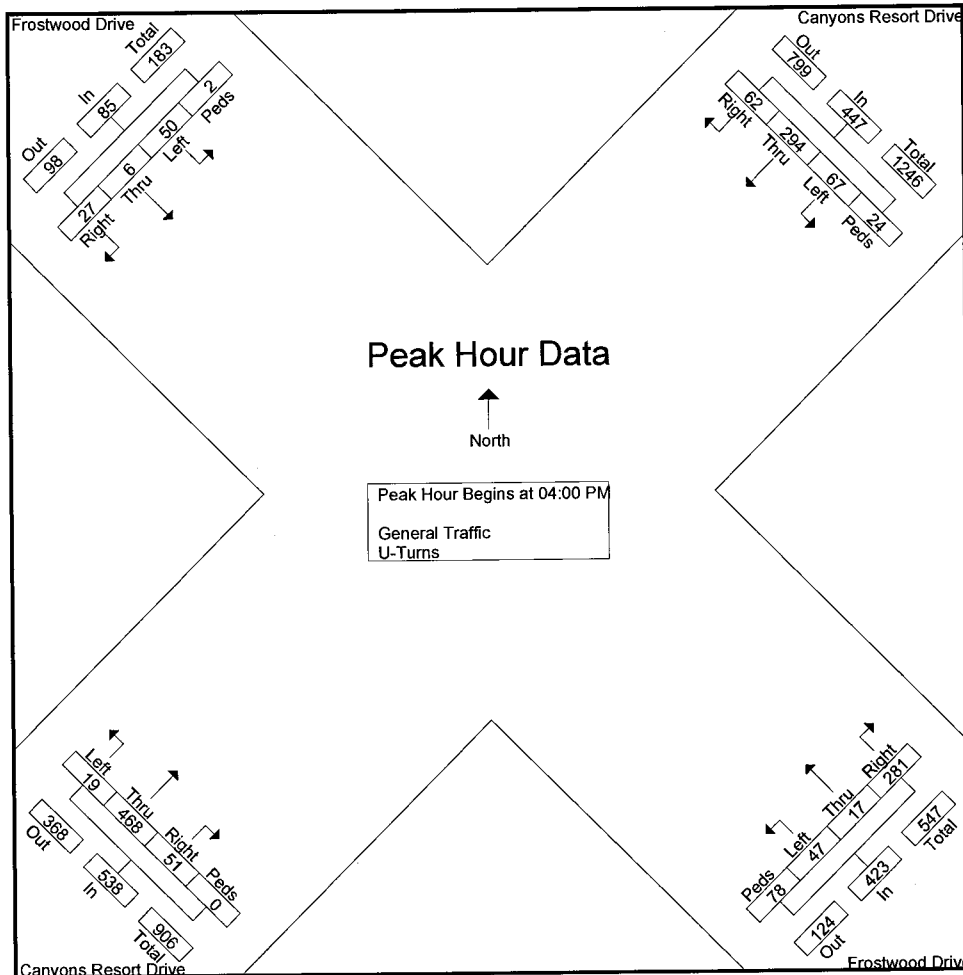 Frostwood Drive
Canyons Resort Drive
Out In Total
98 85 183
27 6 50 2
Right Thru Left Peds
Out In Total
799 447 1246
62 294 67 24
Right Thru Left Peds
Peak Hour Data
North
Peak Hour Begins at 04:00 PM
General Traffic
U-Turns
Left Thru Right Peds
19 468 51 0
368 538 906
Out In Total
Peds Left Thru Right
78 47 17 281
124 423 547
Out In Total
Canyons Resort Drive
Frostwood Driv